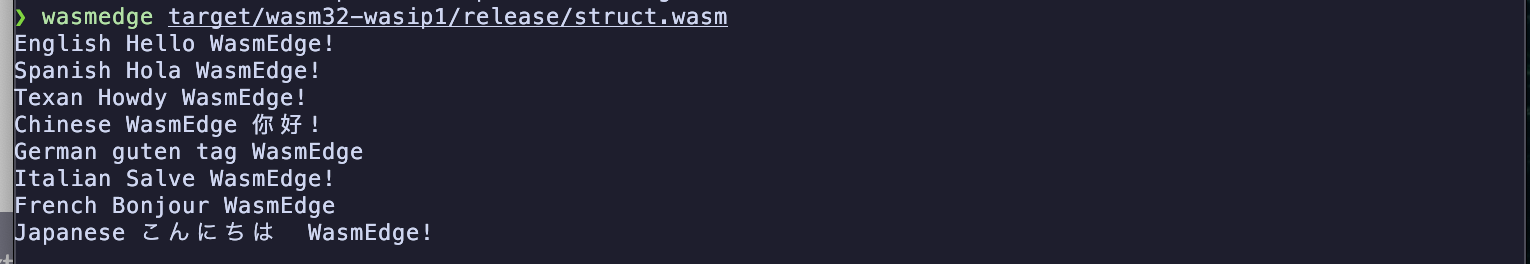 ❯ wasmedge target/wasm32-wasip1/release/struct.wasm
English Hello WasmEdge!
Spanish Hola WasmEdge!
Texan Howdy WasmEdge!
Chinese WasmEdge 你好！
German guten tag WasmEdge
Italian Salve WasmEdge!
French Bonjour WasmEdge
Japanese こんにちは　WasmEdge!